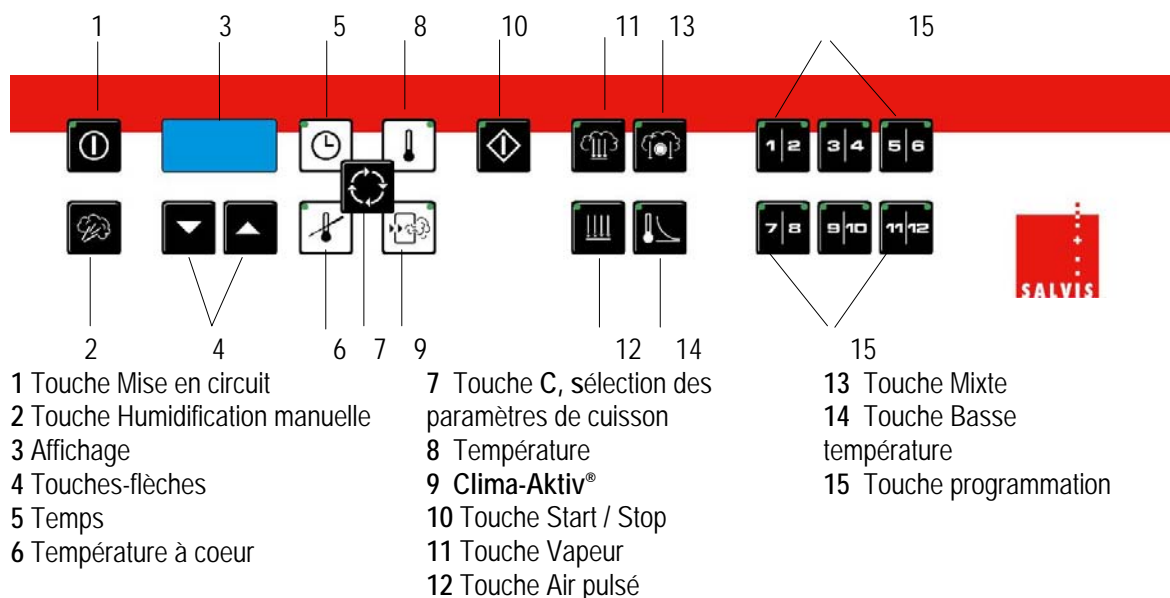 1 3 5 8 10 11 13 15
1|2 3|4 5|6
7|8 9|10 11|12
SALVIS
2 4 6 7 9 12 14 15
1 Touche Mise en circuit
2 Touche Humidification manuelle
3 Affichage
4 Touches-flèches
5 Temps
6 Température à coeur
7 Touche C, sélection des
paramètres de cuisson
8 Température
9 Clima-Aktiv®
10 Touche Start / Stop
11 Touche Vapeur
12 Touche Air pulsé
13 Touche Mixte
14 Touche Basse
température
15 Touche programmation